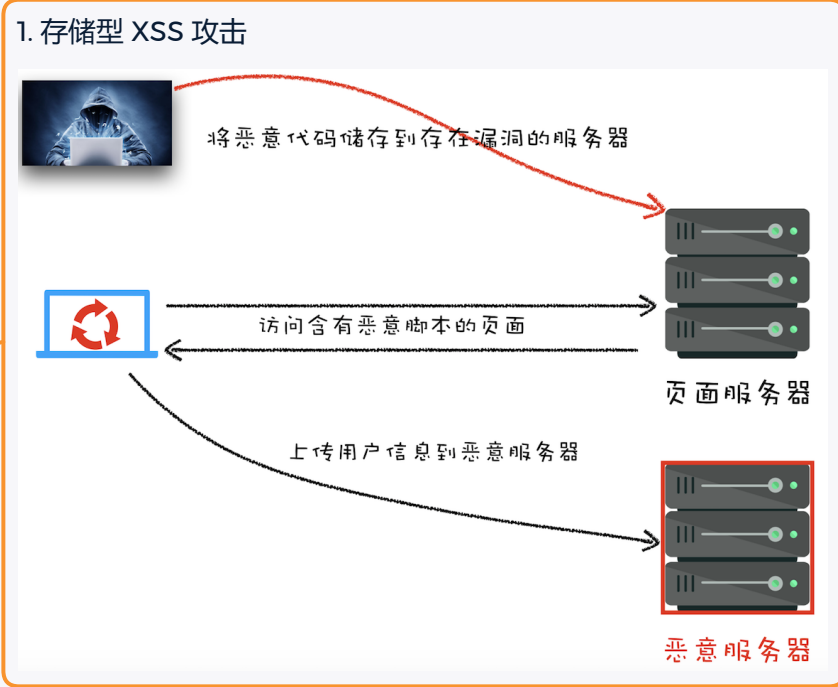 1. 存储型 XSS 攻击
将恶意代码储存到存在漏洞的服务器
访问含有恶意脚本的页面
页面服务器
上传用户信息到恶意服务器
恶意服务器